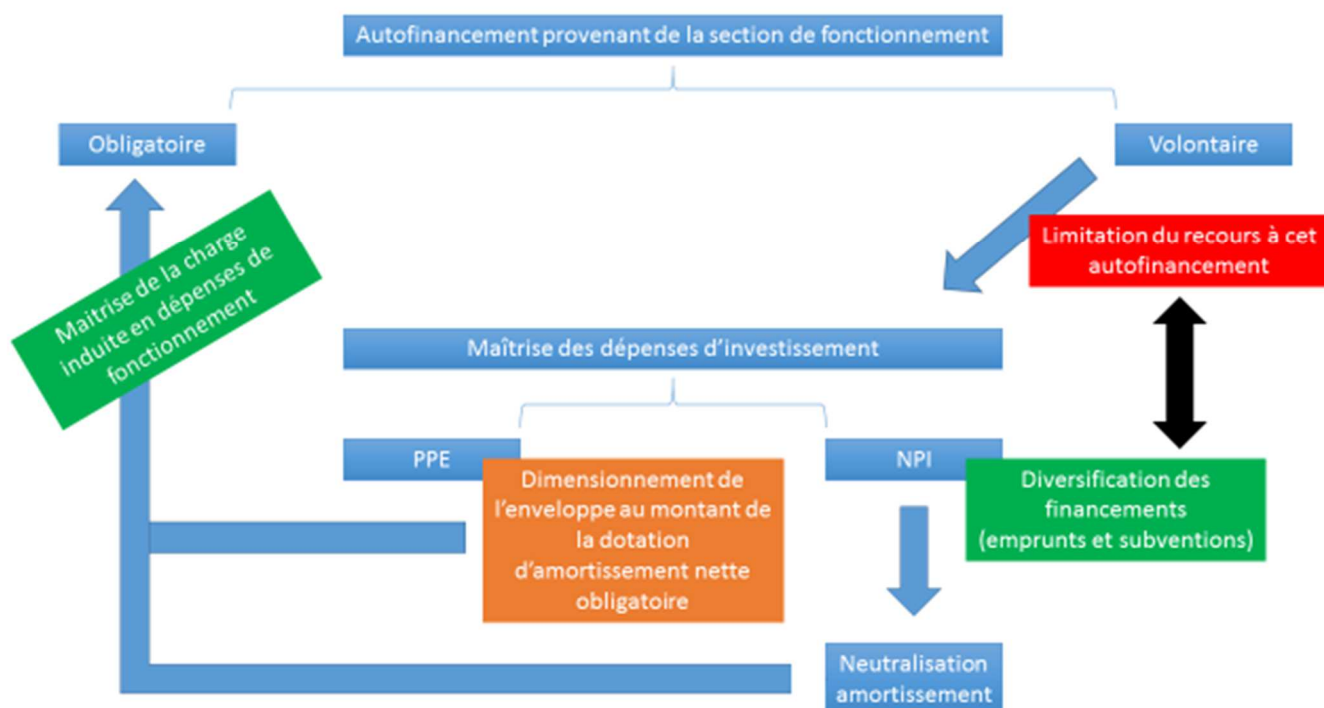 Autofinancement provenant de la section de fonctionnement
Obligatoire
Volontaire
Maitrise de la charge
induite en dépenses de
fonctionnement
Limitation du recours à cet
autofinancement
Maîtrise des dépenses d'investissement
PPE
NPI
Dimensionnement de
l'enveloppe au montant de
la dotation
d'amortissement nette
obligatoire
Diversification des
financements
(emprunts et subventions)
Neutralisation
amortissement